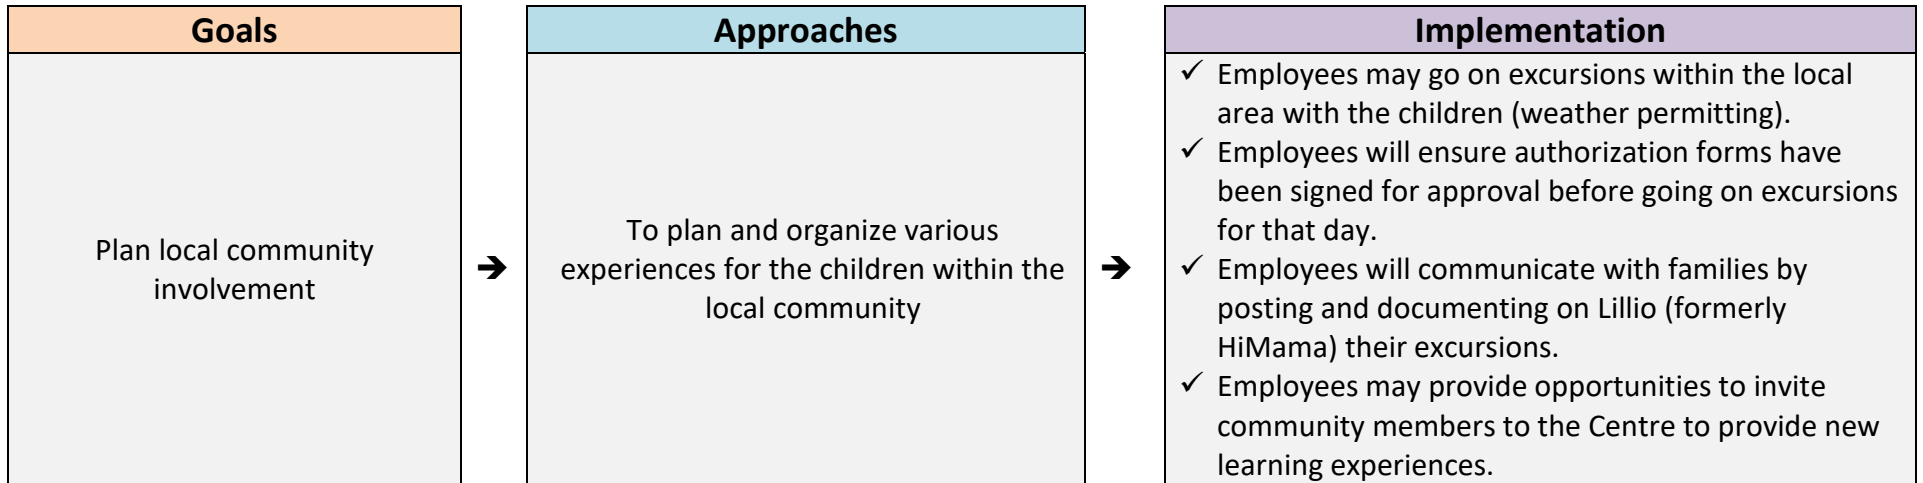 Goals
Plan local community
involvement
➔
Approaches
To plan and organize various
experiences for the children within the
local community
➔
Implementation
✓ Employees may go on excursions within the local
area with the children (weather permitting).
✓ Employees will ensure authorization forms have
been signed for approval before going on excursions
for that day.
✓ Employees will communicate with families by
posting and documenting on Lillio (formerly
HiMama) their excursions.
✓ Employees may provide opportunities to invite
community members to the Centre to provide new
learning experiences.